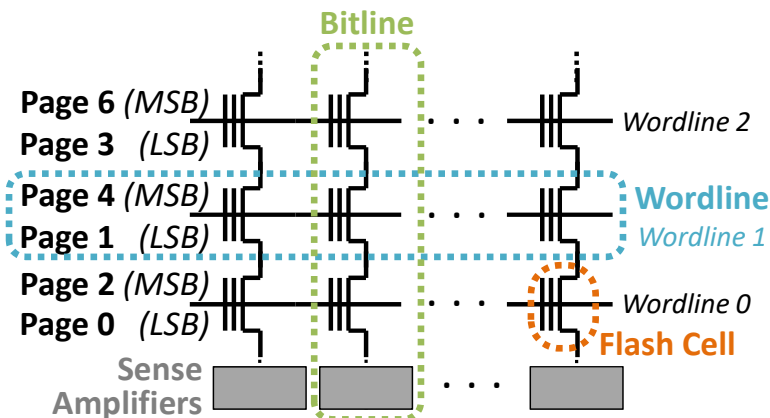 Bitline
Page 6 (MSB)
Page 3 (LSB)
Wordline 2
Page 4 (MSB)
Page 1 (LSB)
Wordline
Wordline 1
Page 2 (MSB)
Page 0 (LSB)
Wordline 0
Flash Cell
Sense
Amplifiers